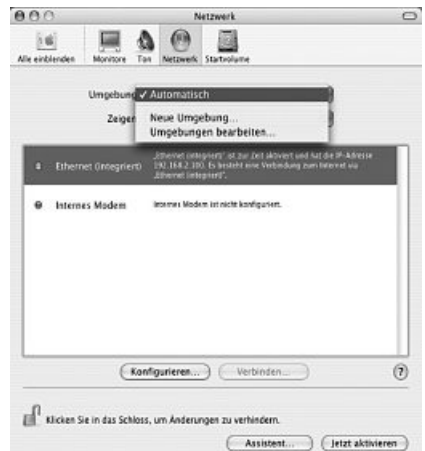 Netzwerk
Alle einblenden Monitore Ton Netzwerk Startvolume
Umgebung ✓ Automatisch
Neue Umgebung...
Zeigen
Umgebungen bearbeiten...
Ethernet (integriert) „Ethernet (integriert)“ ist zur Zeit aktiviert und hat die IP-Adresse
192.168.2.100. Es besteht eine Verbindung zum Internet via
„Ethernet (integriert)“.
Internes Modem Internes Modem ist nicht konfiguriert.
Konfigurieren... Verbinden... ?
Klicken Sie in das Schloss, um Änderungen zu verhindern.
Assistent... Jetzt aktivieren